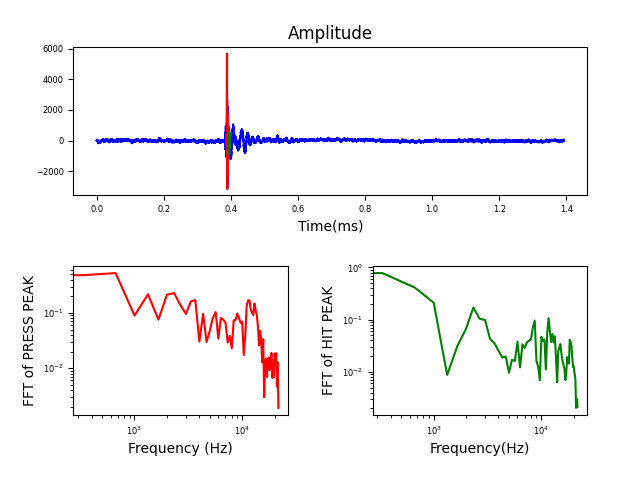 Amplitude
6000
4000
2000
0
−2000
0.0 0.2 0.4 0.6 0.8 1.0 1.2 1.4
Time(ms)
FFT of PRESS PEAK
10⁻¹
10⁻²
10³ 10⁴
Frequency (Hz)
FFT of HIT PEAK
10⁰
10⁻¹
10⁻²
10³ 10⁴
Frequency(Hz)